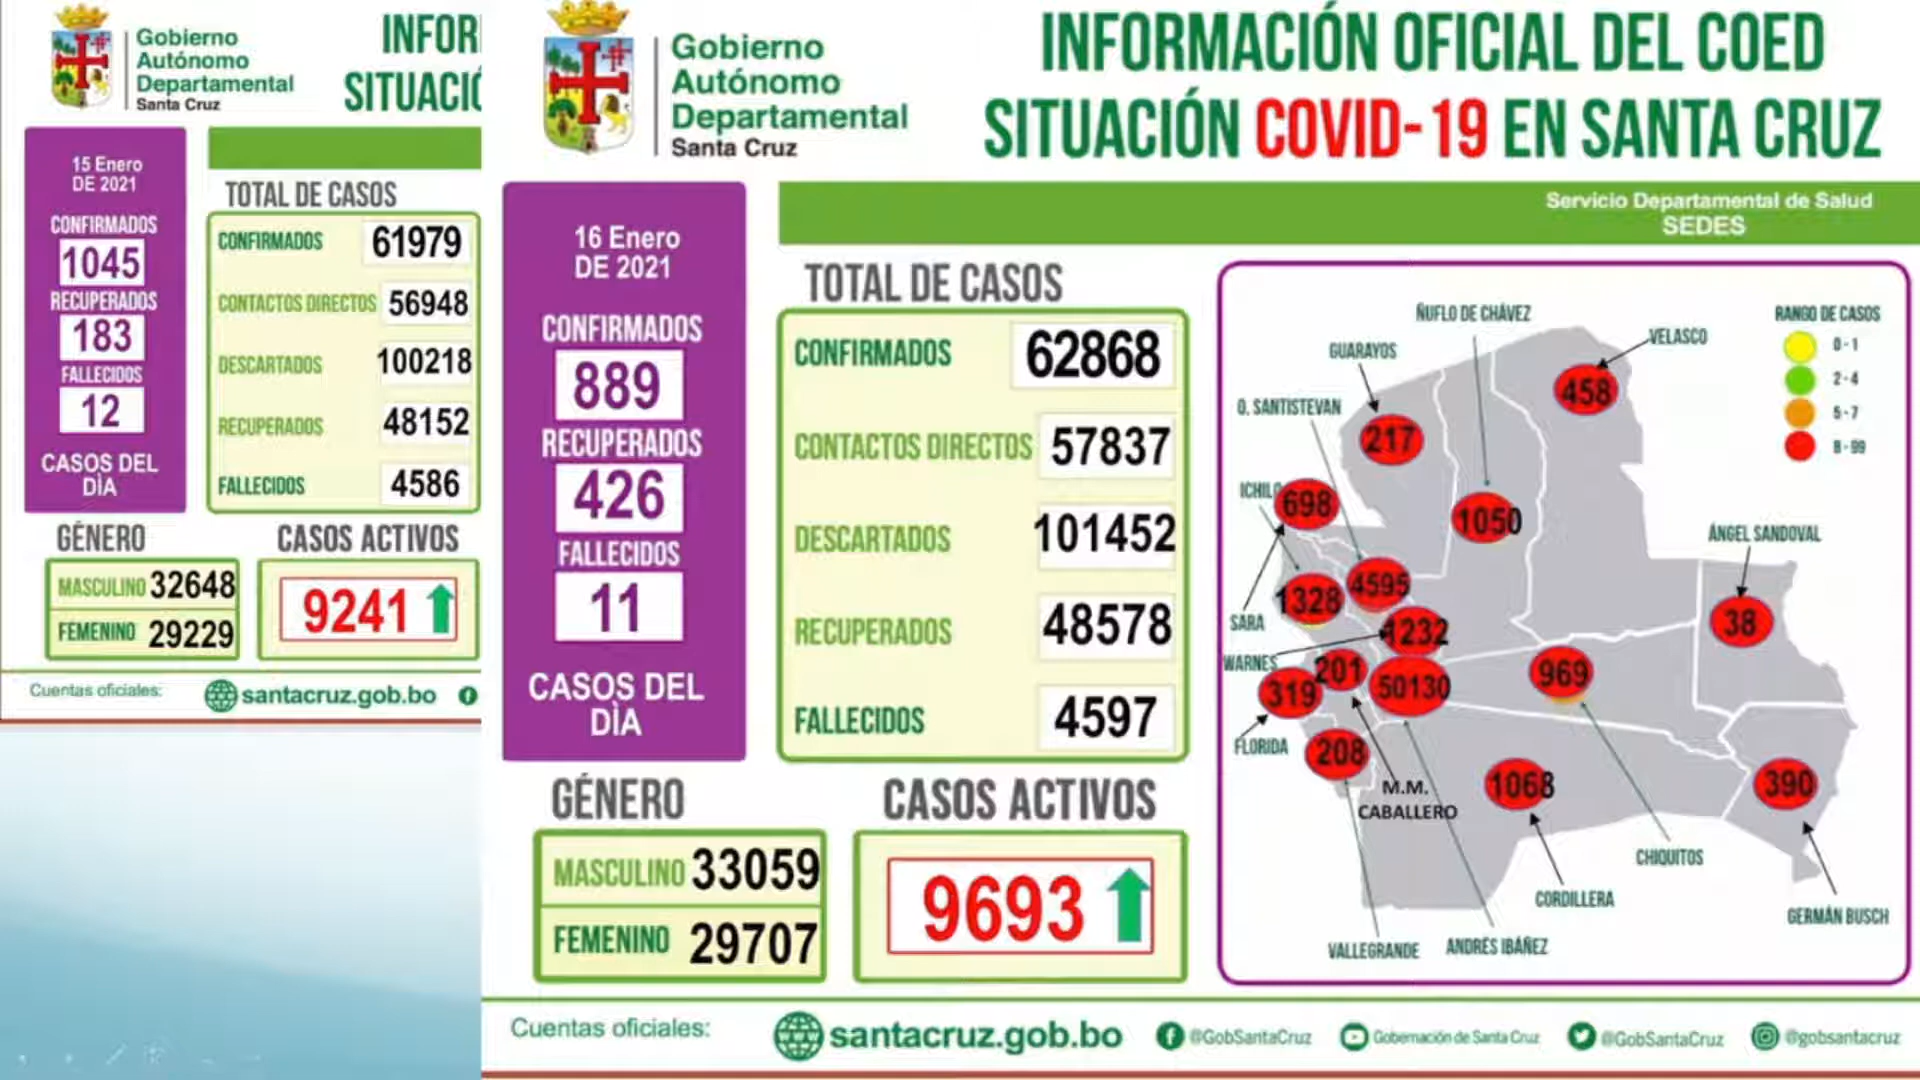 Gobierno
Autónomo
Departamental
Santa Cruz
INFOR
SITUACIÓ
15 Enero
DE 2021
CONFIRMADOS
1045
RECUPERADOS
183
FALLECIDOS
12
CASOS DEL
DÌA
TOTAL DE CASOS
CONFIRMADOS 61979
CONTACTOS DIRECTOS 56948
DESCARTADOS 100218
RECUPERADOS 48152
FALLECIDOS 4586
GÉNERO
MASCULINO 32648
FEMENINO 29229
CASOS ACTIVOS
9241
Cuentas oficiales: santacruz.gob.bo
Gobierno
Autónomo
Departamental
Santa Cruz
INFORMACIÓN OFICIAL DEL COED
SITUACIÓN COVID-19 EN SANTA CRUZ
Servicio Departamental de Salud
SEDES
16 Enero
DE 2021
CONFIRMADOS
889
RECUPERADOS
426
FALLECIDOS
11
CASOS DEL
DÌA
TOTAL DE CASOS
CONFIRMADOS 62868
CONTACTOS DIRECTOS 57837
DESCARTADOS 101452
RECUPERADOS 48578
FALLECIDOS 4597
GÉNERO
MASCULINO 33059
FEMENINO 29707
CASOS ACTIVOS
9693
ÑUFLO DE CHÁVEZ
VELASCO
GUARAYOS
O. SANTISTEVAN
RANGO DE CASOS
0-1
2-4
5-7
8-99
458
217
ICHILO
698
1050
ÁNGEL SANDOVAL
4595
1328
38
SARA
1232
WARNES
201
969
319
50130
FLORIDA
208
M.M.
CABALLERO
1068
390
CHIQUITOS
CORDILLERA
GERMÁN BUSCH
VALLEGRANDE
ANDRÉS IBÁÑEZ
Cuentas oficiales: santacruz.gob.bo @GobSantaCruz Gobernación de Santa Cruz @GobSantaCruz @gobsantacruz